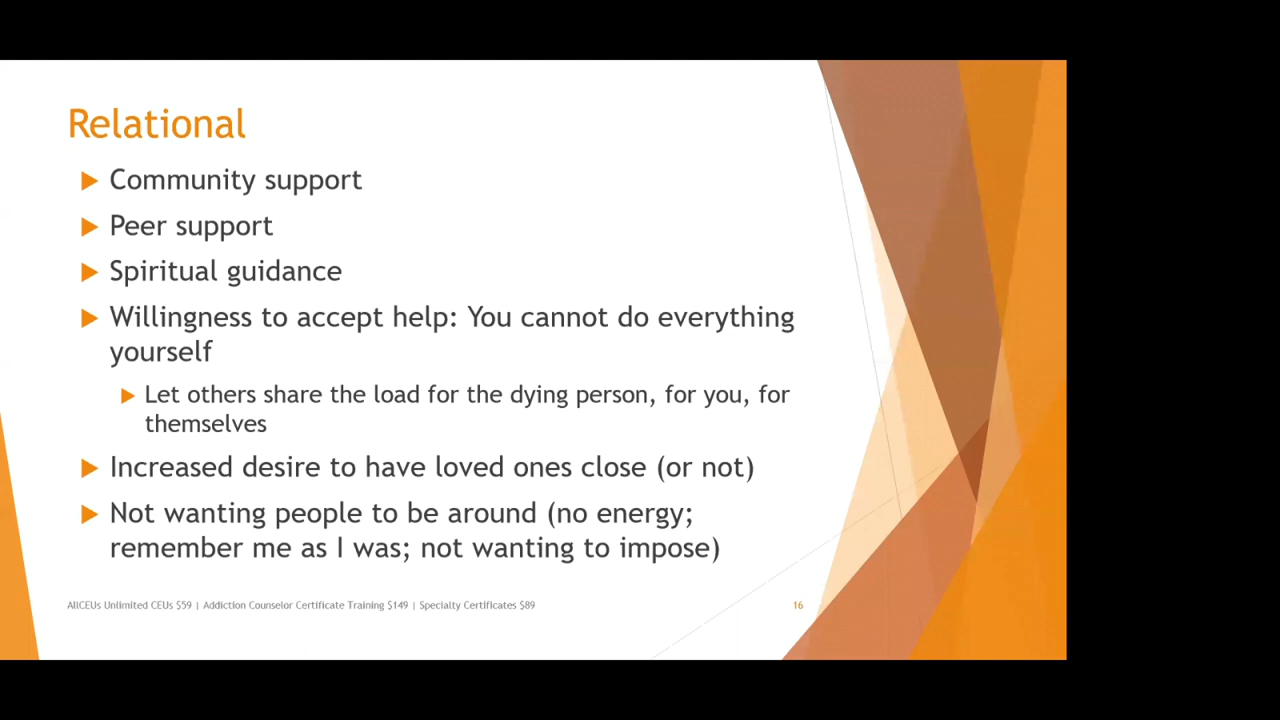 Relational
Community support
Peer support
Spiritual guidance
Willingness to accept help: You cannot do everything
yourself
Let others share the load for the dying person, for you, for
themselves
Increased desire to have loved ones close (or not)
Not wanting people to be around (no energy;
remember me as I was; not wanting to impose)
AllCEUs Unlimited CEUs $59 | Addiction Counselor Certificate Training $149 | Specialty Certificates $89
16